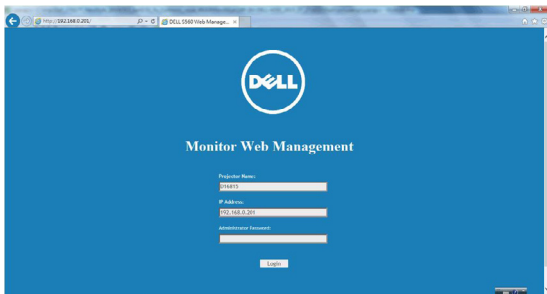 http://192.168.0.201/
DELL S560 Web Manage...
DELL
Monitor Web Management
Projector Name:
D16815
IP Address:
192.168.0.201
Administrator Password:
Login